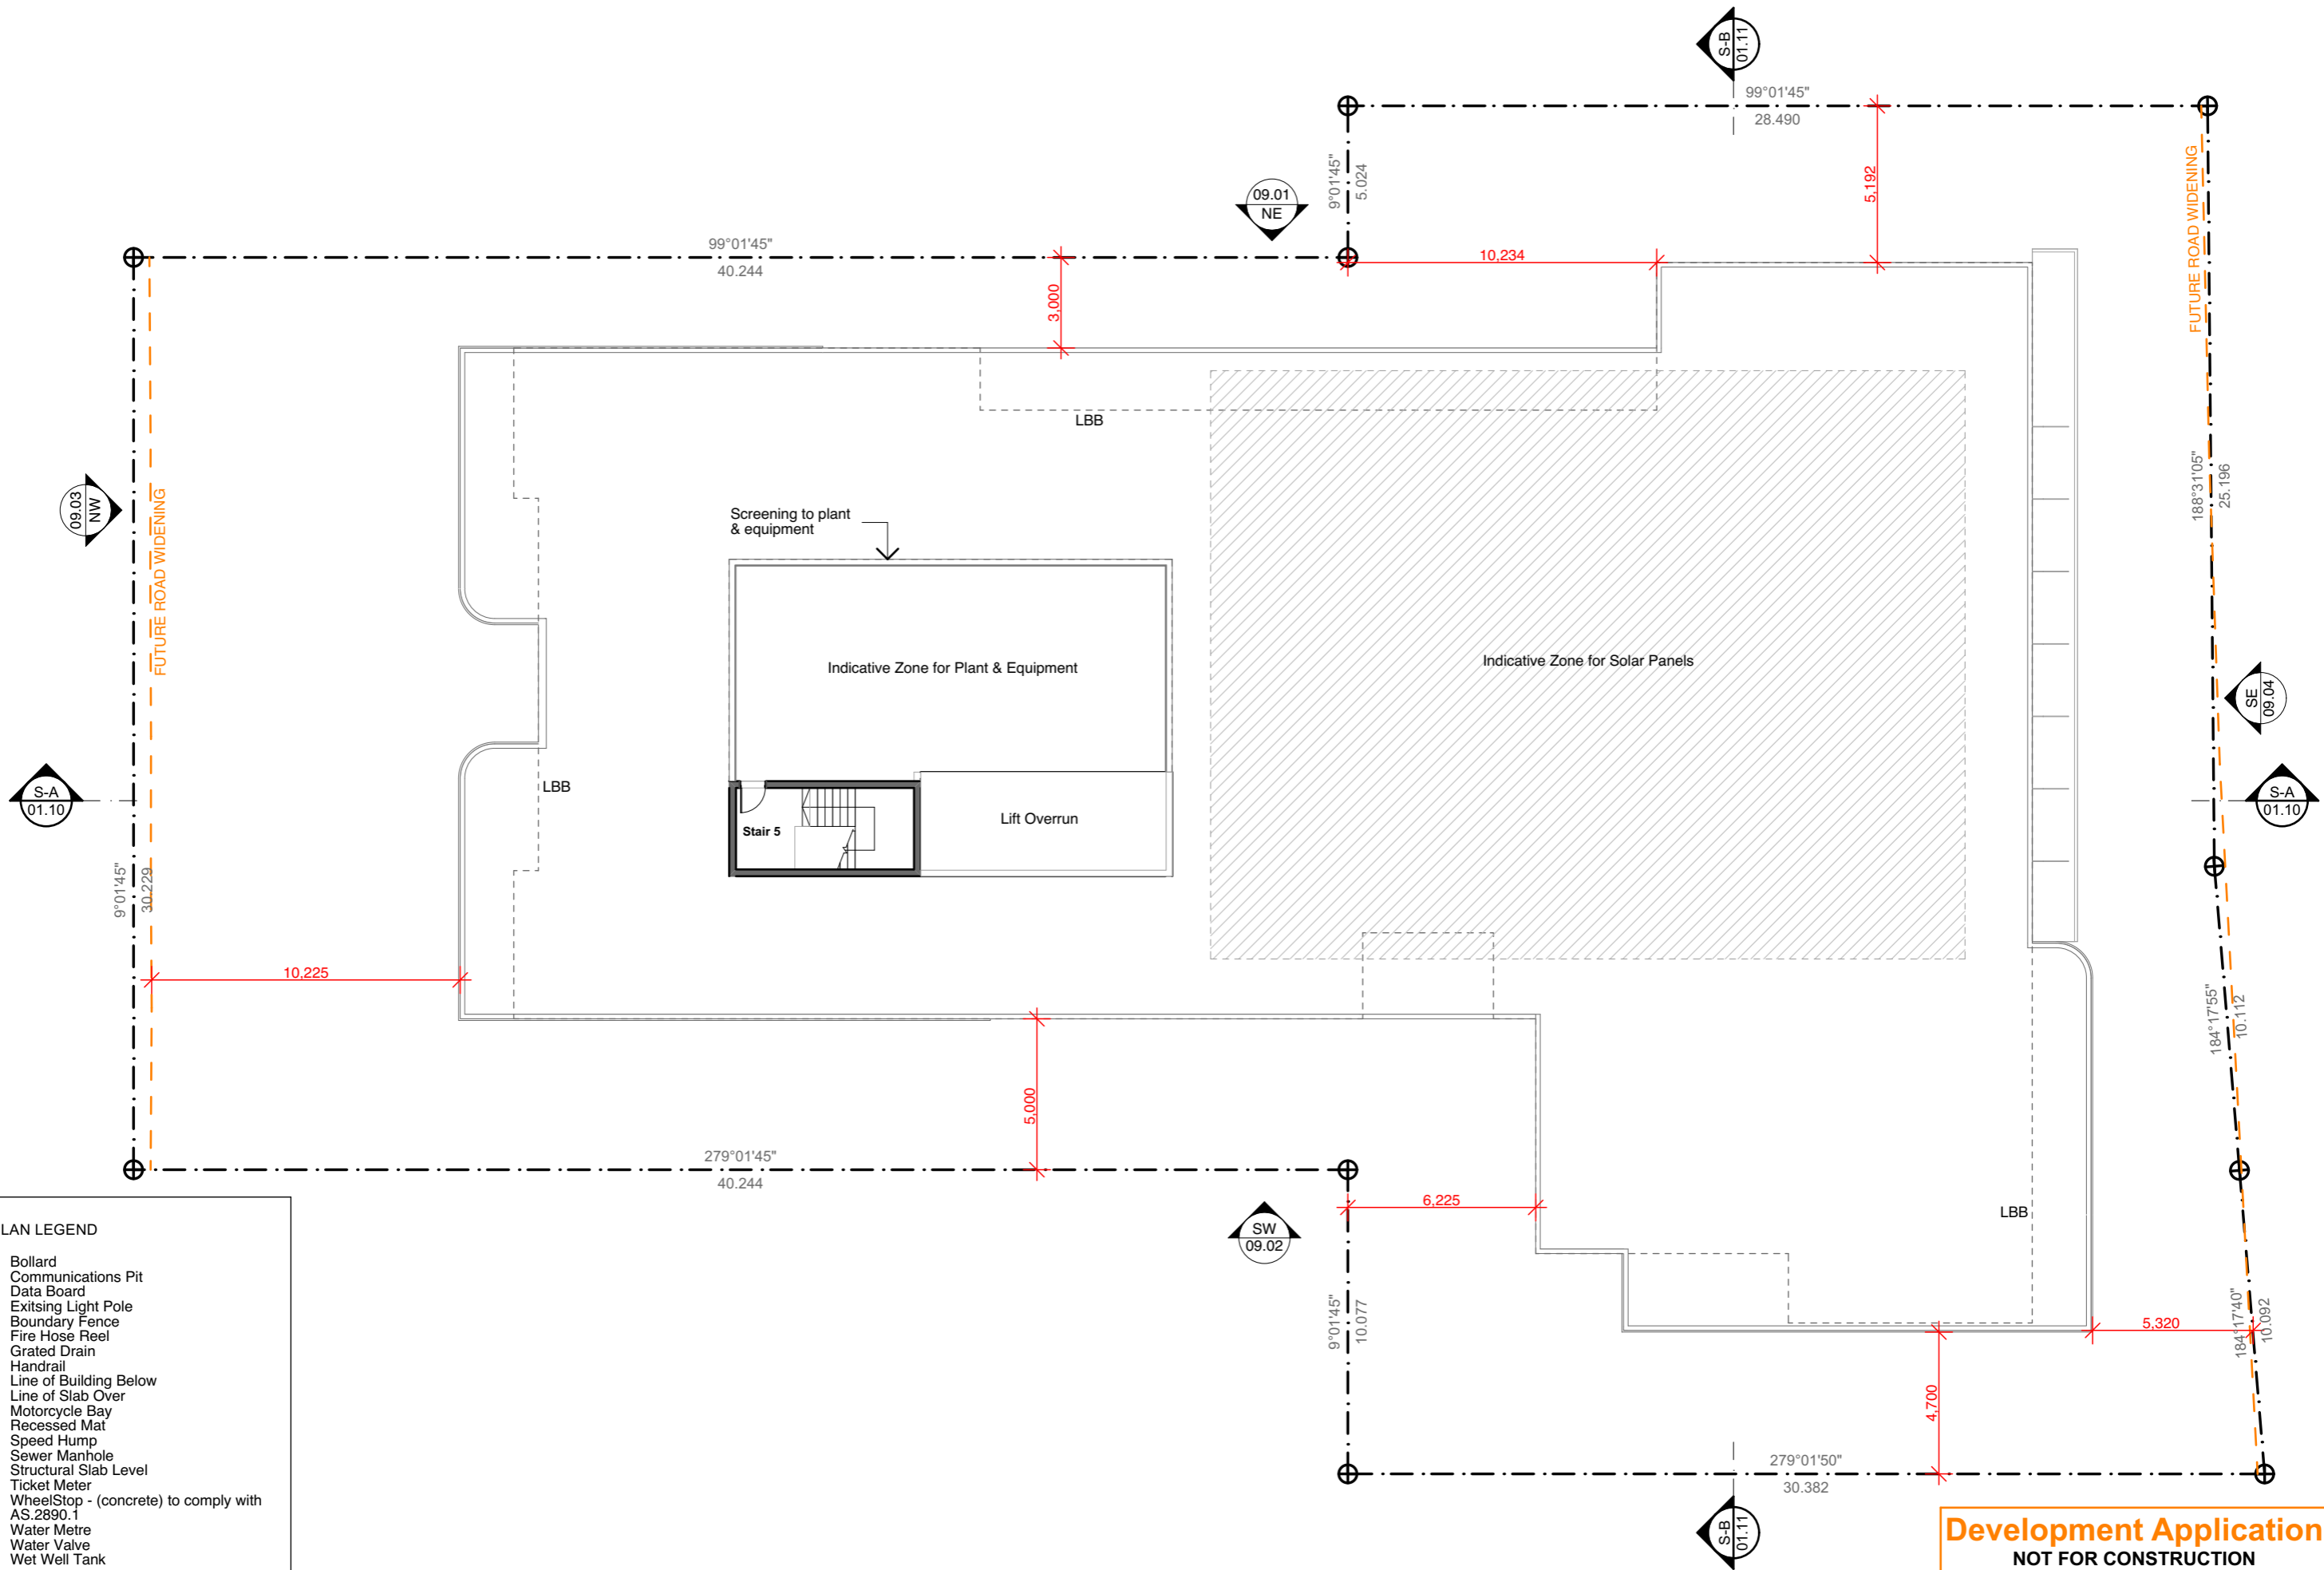 S-B
01.11
99°01'45"
28.490
5,192
FUTURE ROAD WIDENING
9°01'45"
5.024
09.01
NE
99°01'45"
40.244
10,234
3,000
LBB
09.03
NW
FUTURE ROAD WIDENING
188°31'05"
25.196
Screening to plant
& equipment
Indicative Zone for Plant & Equipment
Indicative Zone for Solar Panels
SE
09.04
S-A
01.10
LBB
Stair 5
Lift Overrun
S-A
01.10
9°01'45"
30.229
10,225
184°17'55"
10.112
5,000
279°01'45"
40.244
6,225
SW
09.02
LBB
9°01'45"
10.077
5,320
184°17'40"
10.092
4,700
279°01'50"
30.382
S-B
01.11
LAN LEGEND
Bollard
Communications Pit
Data Board
Exitsing Light Pole
Boundary Fence
Fire Hose Reel
Grated Drain
Handrail
Line of Building Below
Line of Slab Over
Motorcycle Bay
Recessed Mat
Speed Hump
Sewer Manhole
Structural Slab Level
Ticket Meter
WheelStop - (concrete) to comply with
AS.2890.1
Water Metre
Water Valve
Wet Well Tank
Development Application
NOT FOR CONSTRUCTION